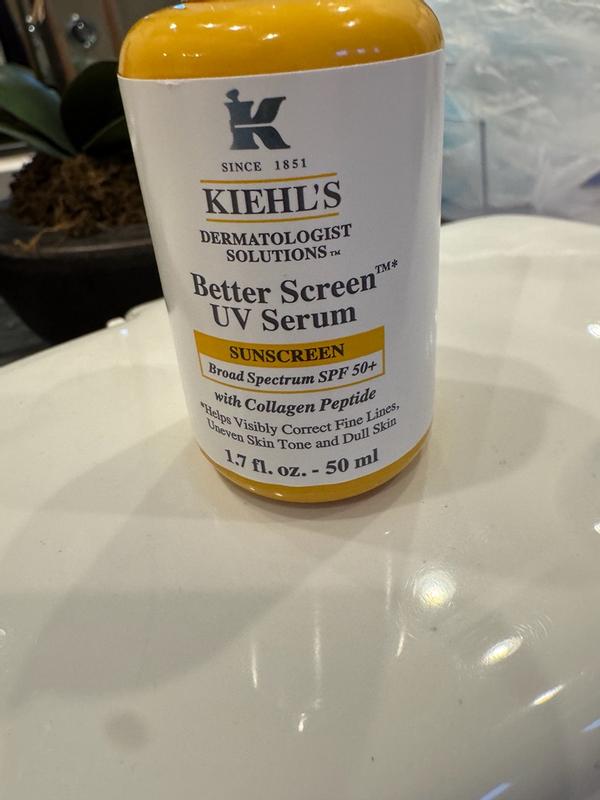 K
SINCE 1851
KIEHL'S
DERMATOLOGIST
SOLUTIONS™
Better Screen™*
UV Serum
SUNSCREEN
Broad Spectrum SPF 50+
with Collagen Peptide
*Helps Visibly Correct Fine Lines,
Uneven Skin Tone and Dull Skin
1.7 fl. oz. - 50 ml